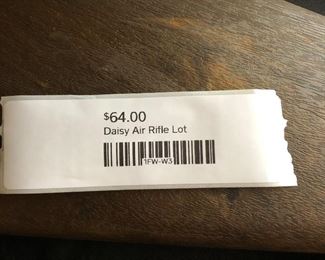 $64.00
Daisy Air Rifle Lot
1FW-W3